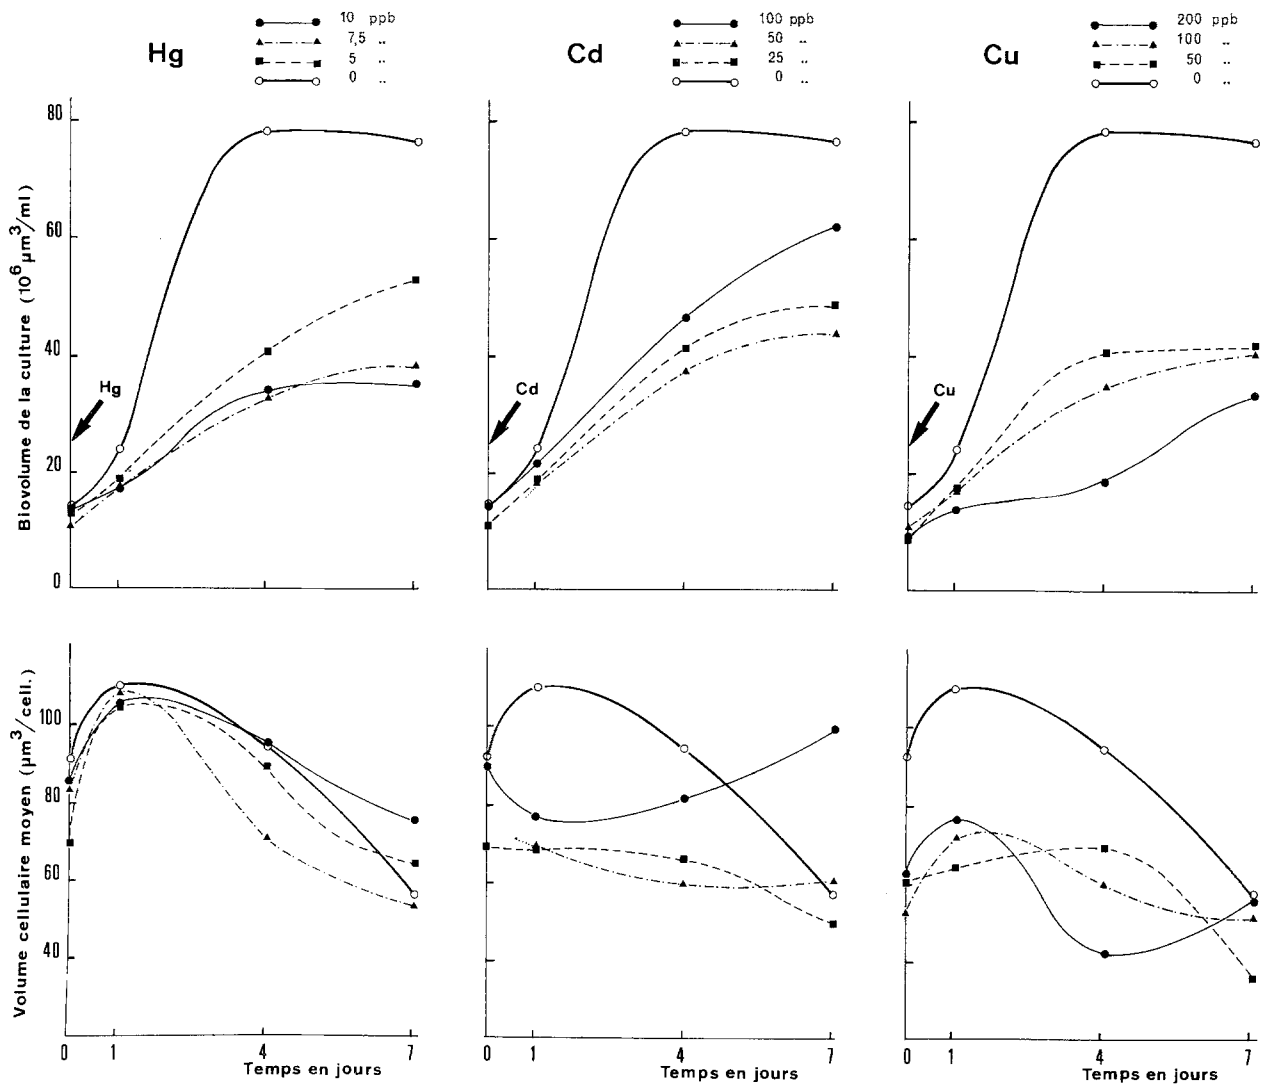 Hg
10 ppb
7,5 ,,
5 ,,
0 ,,
Cd
100 ppb
50 ,,
25 ,,
0 ,,
Cu
200 ppb
100 ,,
50 ,,
0 ,,
Biovolume de la culture (10⁶ µm³/ml)
80
60
40
20
0
Hg
Cd
Cu
Volume cellulaire moyen (µm³/cell.)
100
80
60
40
0 1 4 7
Temps en jours
0 1 4 7
Temps en jours
0 1 4 7
Temps en jours